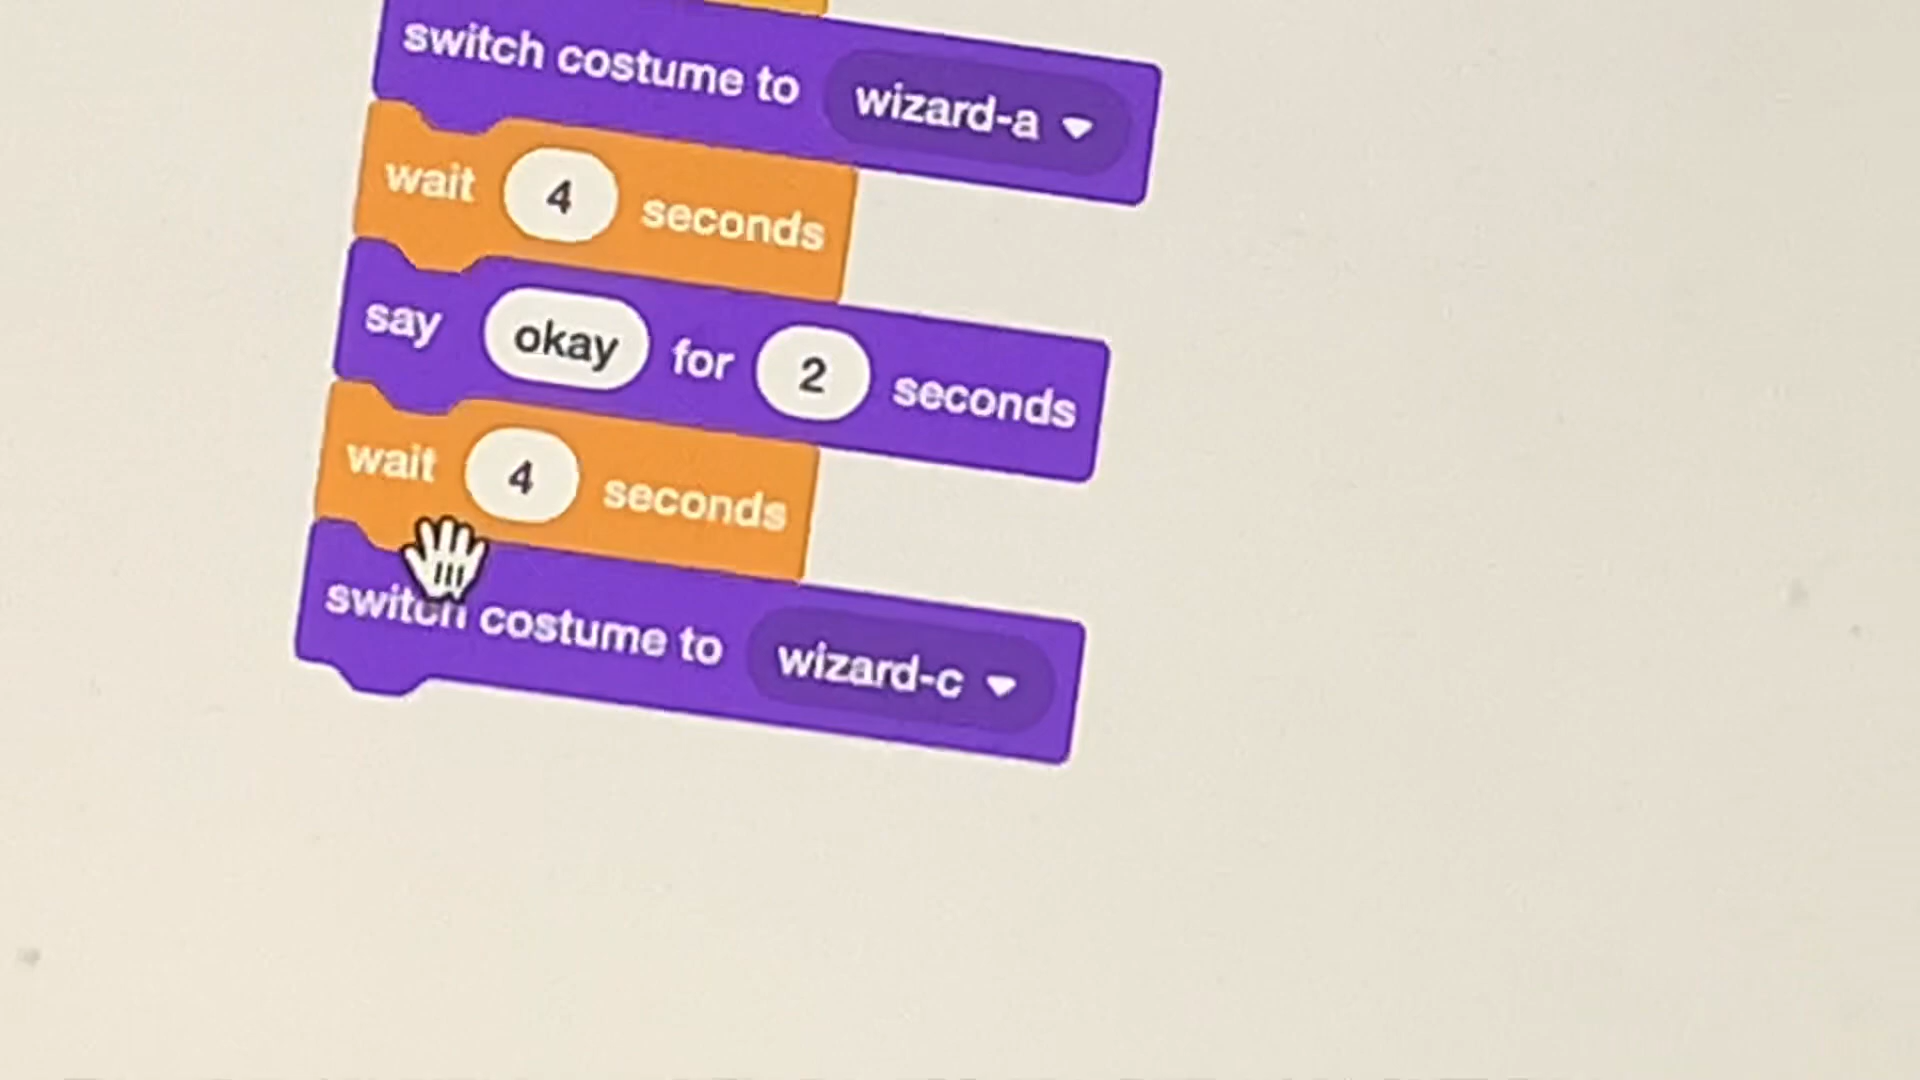 switch costume to wizard-a
wait 4 seconds
say okay for 2 seconds
wait 4 seconds
switch costume to wizard-c